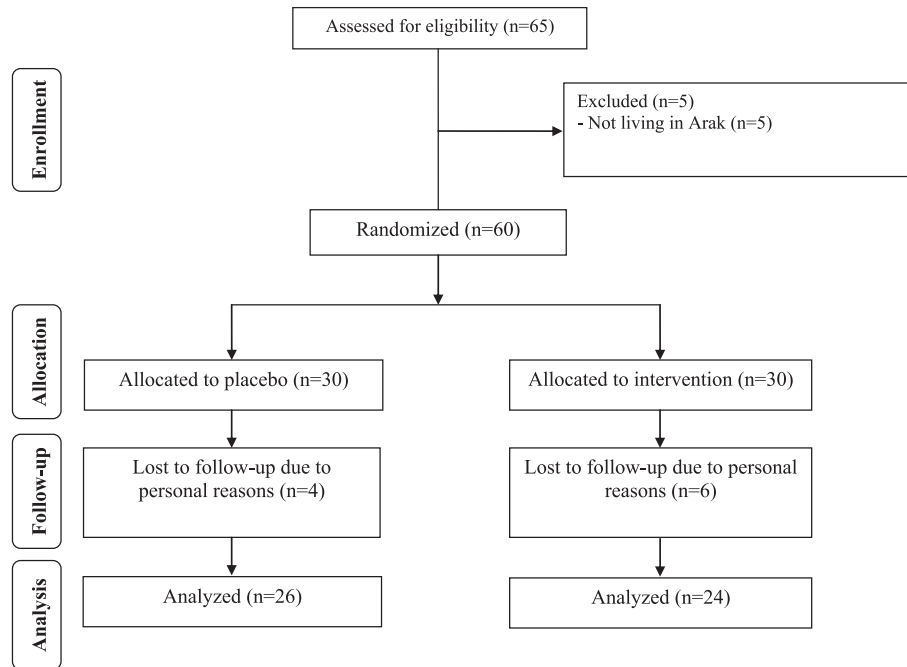 Assessed for eligibility (n=65)
Enrollment
Excluded (n=5)
- Not living in Arak (n=5)
Randomized (n=60)
Allocation
Allocated to placebo (n=30)
Allocated to intervention (n=30)
Follow-up
Lost to follow-up due to
personal reasons (n=4)
Lost to follow-up due to personal
reasons (n=6)
Analysis
Analyzed (n=26)
Analyzed (n=24)